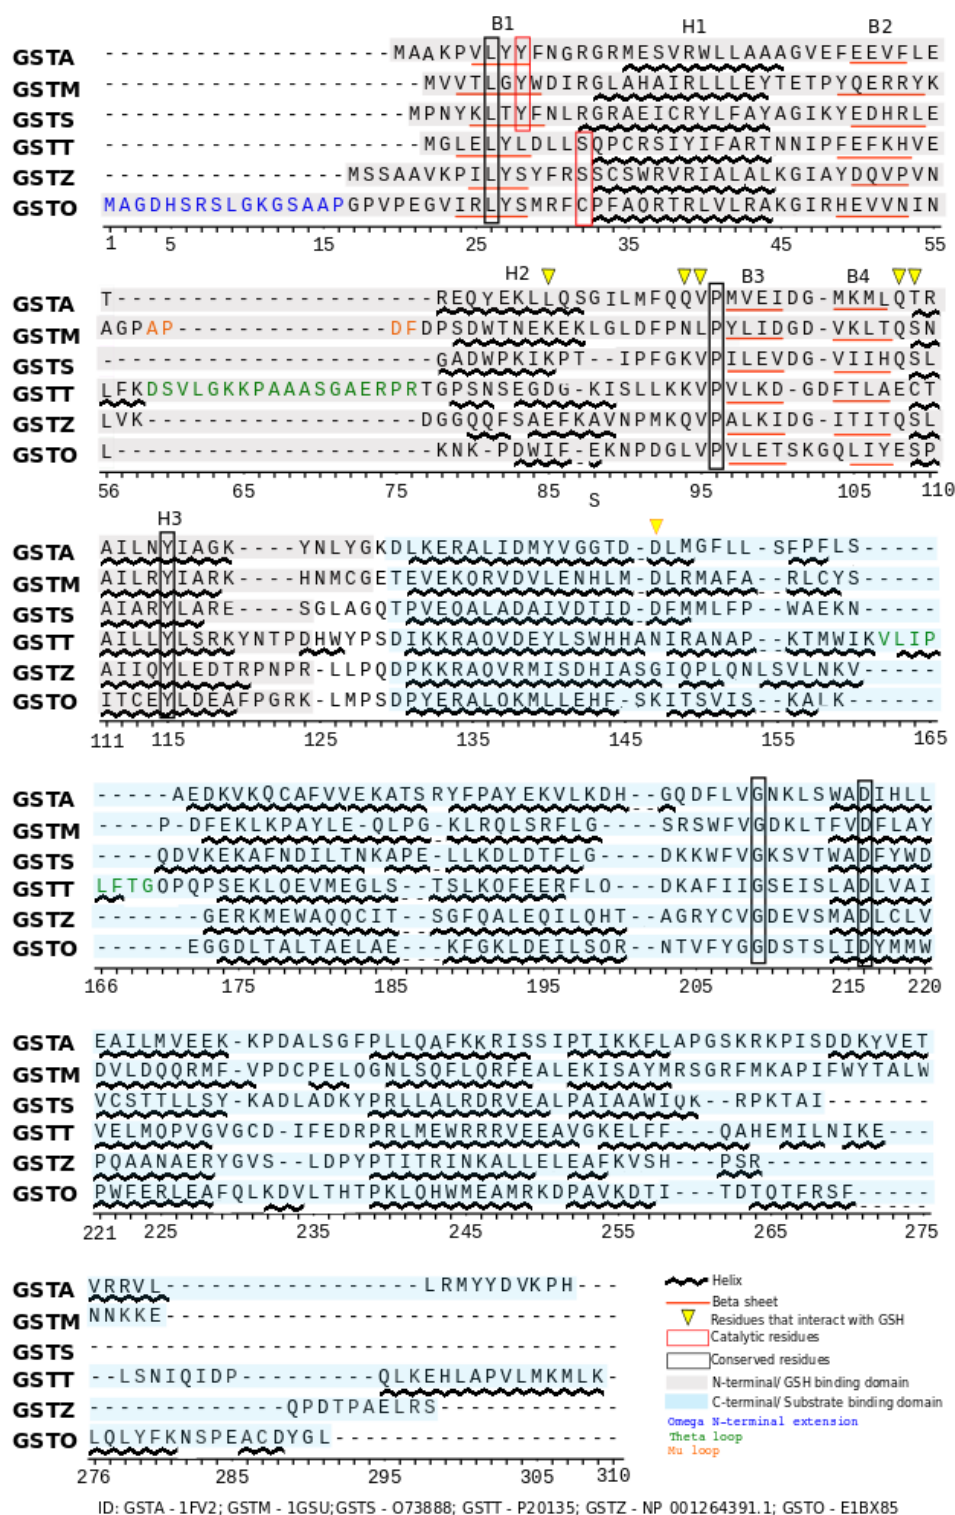 B1 H1 B2
GSTA --------------------MAAKPVLYYFNGRGRMESVRWLLAAAGVEFEEVFLE
GSTM ---------------------MVVTLGYWDIRGLAHAIRLLLEYTETPYQERRYK
GSTS --------------------MPNYKLTYFNLRGRAEICRYLFAYAGIKYEDHRLE
GSTT ---------------------MGLELYLDLLSQPCRSIYIFARTNNIPFEFKHVE
GSTZ ----------------MSSAAVKPILYSYFRSSCSWRVRIALALKGIAYDQVPVN
GSTO MAGDHSRSLGKGSAAPGPVPEGVIRLYSMRFCPFAQRTRLVLRAKGIRHEVVNIN
1 5 15 25 35 45 55
H2 B3 B4
GSTA T---------------------REQYEKLLQSGILMFQQVPMVEIDG-MKMLQTR
GSTM AGPAP--------------DFDPSDWTNEKEKLGLDFPNLPYLIDGD-VKLTQSN
GSTS ----------------------GADWPKIKPT--IPFGKVPILEVDG-VIIHQSL
GSTT LFKDSVLGKKPAAASGAERPRTGPSNSEGDG-KISLLKKVPVLKD-GDFTLAECT
GSTZ LVK------------------DGGQQFSAEFKAVNPMKQVPALKIDG-ITITQSL
GSTO L---------------------KNK-PDWIF-EKNPDGLVPVLETSKGQLIYESP
56 65 75 85 S 95 105 110
H3
GSTA AILNYIAGK----YNLYGKDLKERALIDMYVGGTD-DLMGFLL-SFPFLS-----
GSTM AILRYIARK----HNMCGETEVEKQRVDVLENHLM-DLRMAFA--RLCYS-----
GSTS AIARYLARE----SGLAGQTPVEQALADAIVDTID-DFMMLFP--WAEKN-----
GSTT AILLYLSRKYNTPDHWYPSDIKKRAOVDEYLSWHHANIRANAP--KTMWIKVLIP
GSTZ AIIQYLEDTRPNPR-LLPQDPKKRAOVRMISDHIASGIQPLQNLSVLNKV-----
GSTO ITCEYLDEAFPGRK-LMPSDPYERALOKMLLEHF-SKITSVIS--KALK-----
111 115 125 135 145 155 165
GSTA -----AEDKVKQCAFVVEKATSRYFPAYEKVLKDH--GQDFLVGNKLSWADIHLL
GSTM ----P-DFEKLKPAYLE-QLPG-KLRQLSRFLG----SRSWFVGDKLTFVDFLAY
GSTS ----QDVKEKAFNDILTNKAPE-LLKDLDTFLG----DKKWFVGKSVTWADFYWD
GSTT LFTGOPQPSEKLQEVMEGLS--TSLKOFEERFLO---DKAFIIGSEISLADLVAI
GSTZ -------GERKMEWAQQCIT--SGFQALEQILQHT--AGRYCVGDEVSMADLCLV
GSTO ------EGGDLTALTAELAE---KFGKLDEILSOR--NTVFYGGDSTSLIDYMMW
166 175 185 195 205 215 220
GSTA EAILMVEEK-KPDALSGFPLLQAFKKRISSIPTIKKFLAPGSKRKPISDDKYVET
GSTM DVLDQQRMF-VPDCPELOGNLSQFLQRFEALEKISAYMRSGRFMKAPIFWYTALW
GSTS VCSTTLLSY-KADLADKYPRLLALRDRVEALPAIAAWIQK--RPKTAI-------
GSTT VELMOPVGVGCD-IFEDRPRLMEWRRRVEEAVGKELFF---QAHEMILNIKE---
GSTZ PQAANAERYGVS--LDPYPTITRINKALLELEAFKVSH---PSR-----------
GSTO PWFERLEAFQLKDVLTHTPKLQHWMEAMRKDPAVKDTI---TDTOTFRSF-----
221 225 235 245 255 265 275
GSTA VRRVL-----------------LRMYYDVKPH---
GSTM NNKKE------------------------------
GSTS -----------------------------------
GSTT --LSNIQIDP---------QLKEHLAPVLMKMLK-
GSTZ -------------QPDTPAELRS------------
GSTO LQLYFKNSPEACDYGL-------------------
276 285 295 305 310
Helix
Beta sheet
Residues that interact with GSH
Catalytic residues
Conserved residues
N-terminal/ GSH binding domain
C-terminal/ Substrate binding domain
Omega N-terminal extension
Theta loop
Mu loop
ID: GSTA - 1FV2; GSTM - 1GSU;GSTS - O73888; GSTT - P20135; GSTZ - NP 001264391.1; GSTO - E1BX85